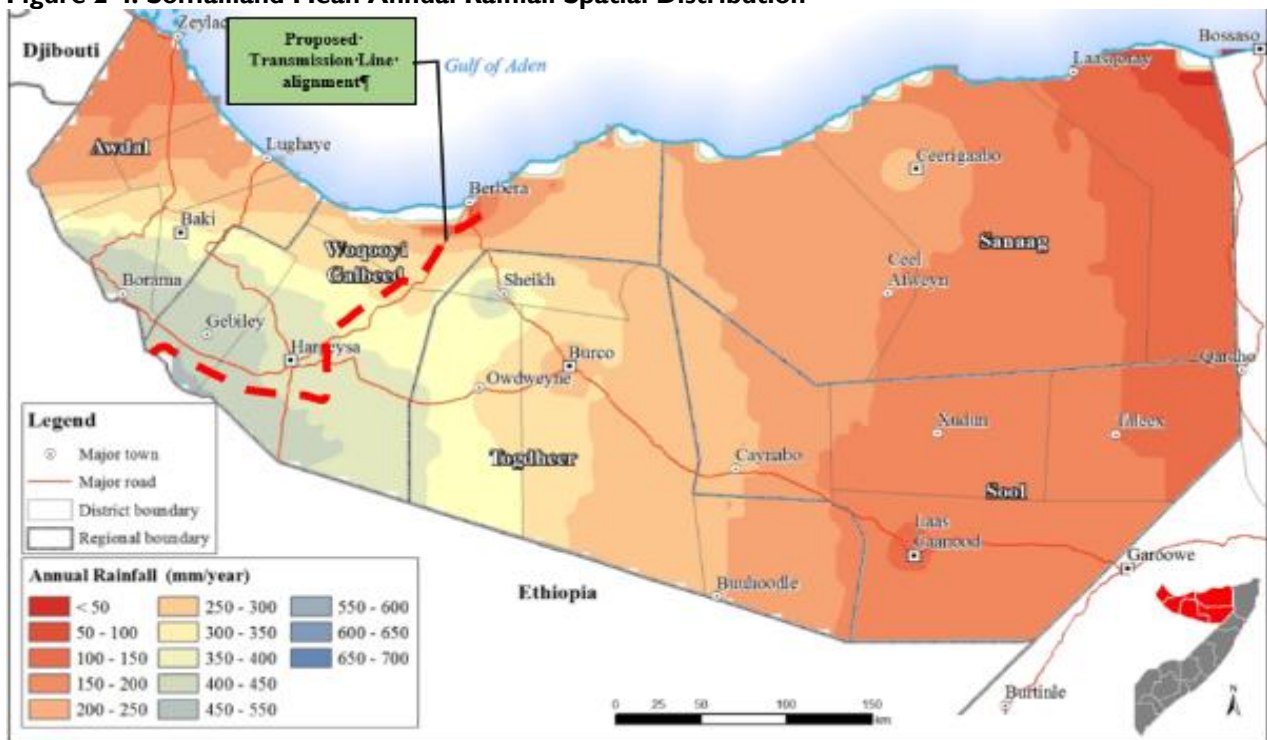 Figure 2-4: Somaliland Mean Annual Rainfall Spatial Distribution
Zeylac
Djibouti
Proposed·
Transmission·Line·
alignment¶
Gulf of Aden
Bossaso
Laasqoray
Awdal
Lughaye
Ceerigaabo
Berbera
Baki
Woqooyi
Galbeed
Sanaag
Borama
Sheikh
Ceel
Afweyn
Gebiley
Hargeysa
Burco
Qardho
Owdweyne
Xudun
Taleex
Togdheer
Caynabo
Sool
Laas
Caanood
Garoowe
Buuhoodle
Ethiopia
Burtinle
Legend
Major town
Major road
District boundary
Regional boundary
Annual Rainfall (mm/year)
< 50
50 - 100
100 - 150
150 - 200
200 - 250
250 - 300
300 - 350
350 - 400
400 - 450
450 - 550
550 - 600
600 - 650
650 - 700
0 50 100 150
km
N